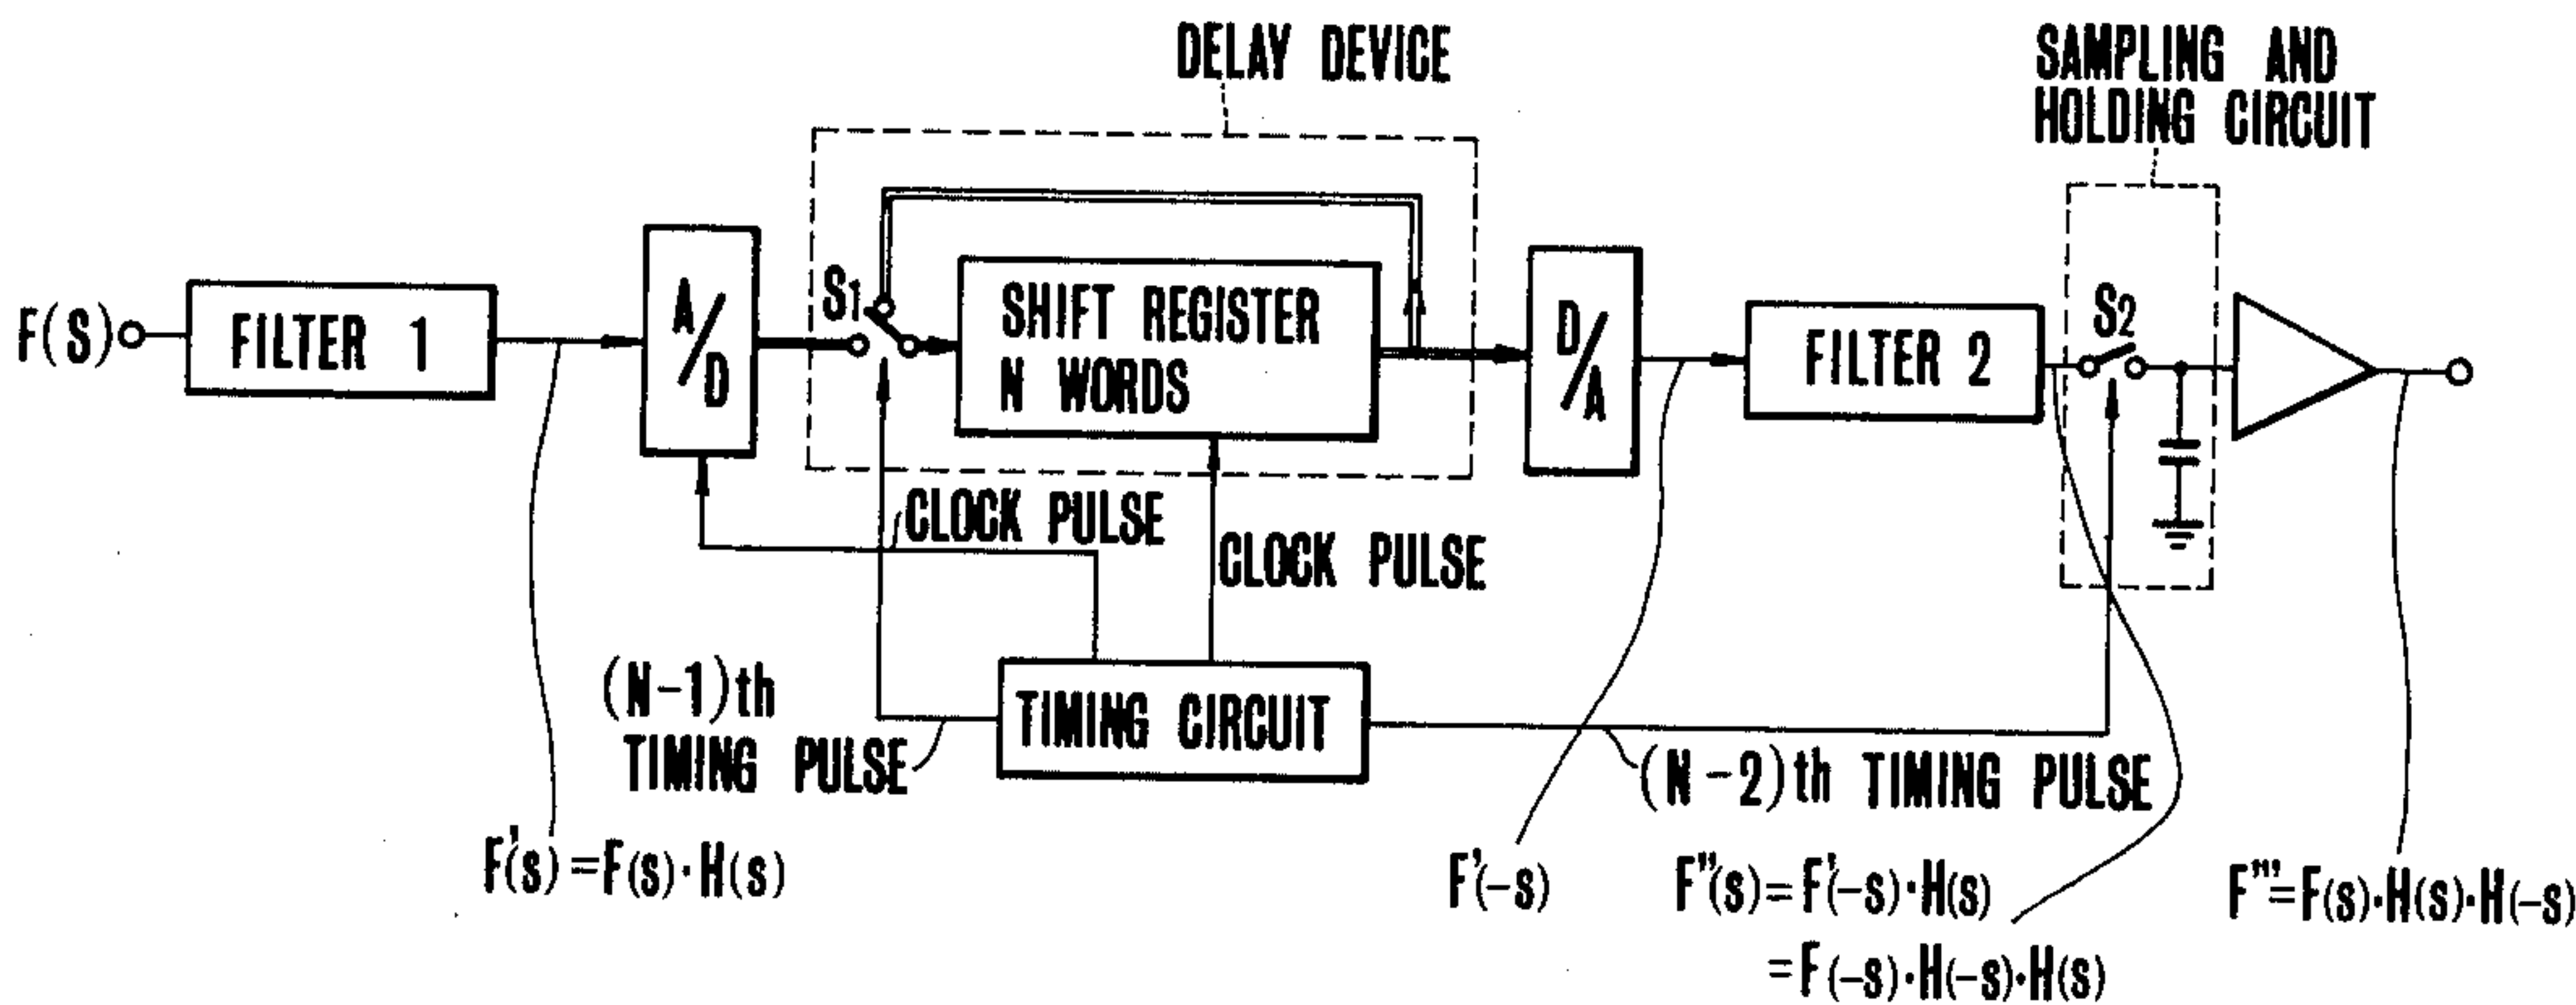 DELAY DEVICE
SAMPLING AND
HOLDING CIRCUIT
F(S)
FILTER 1
A/D
S1
SHIFT REGISTER
N WORDS
D/A
FILTER 2
S2
CLOCK PULSE
CLOCK PULSE
(N-1)th
TIMING PULSE
TIMING CIRCUIT
(N-2)th TIMING PULSE
F'(s)=F(s)·H(s)
F'(-s)
F"(s)=F'(-s)·H(s)
=F(-s)·H(-s)·H(s)
F'''=F(s)·H(s)·H(-s)